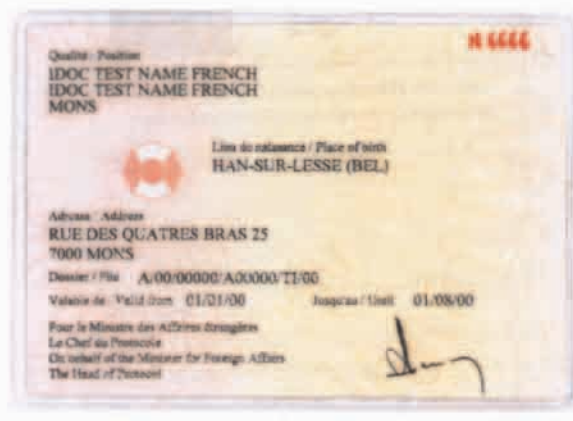 Qualité / Position
N 6666
IDOC TEST NAME FRENCH
IDOC TEST NAME FRENCH
MONS
Lieu de naissance / Place of birth
HAN-SUR-LESSE (BEL)
Adresse / Address
RUE DES QUATRES BRAS 25
7000 MONS
Dossier / File A/00/00000/A00000/TI/00
Valable de / Valid from 01/01/00 Jusqu'au / Until 01/08/00
Pour le Ministre des Affaires étrangères
Le Chef du Protocole
On behalf of the Minister for Foreign Affairs
The Head of Protocol